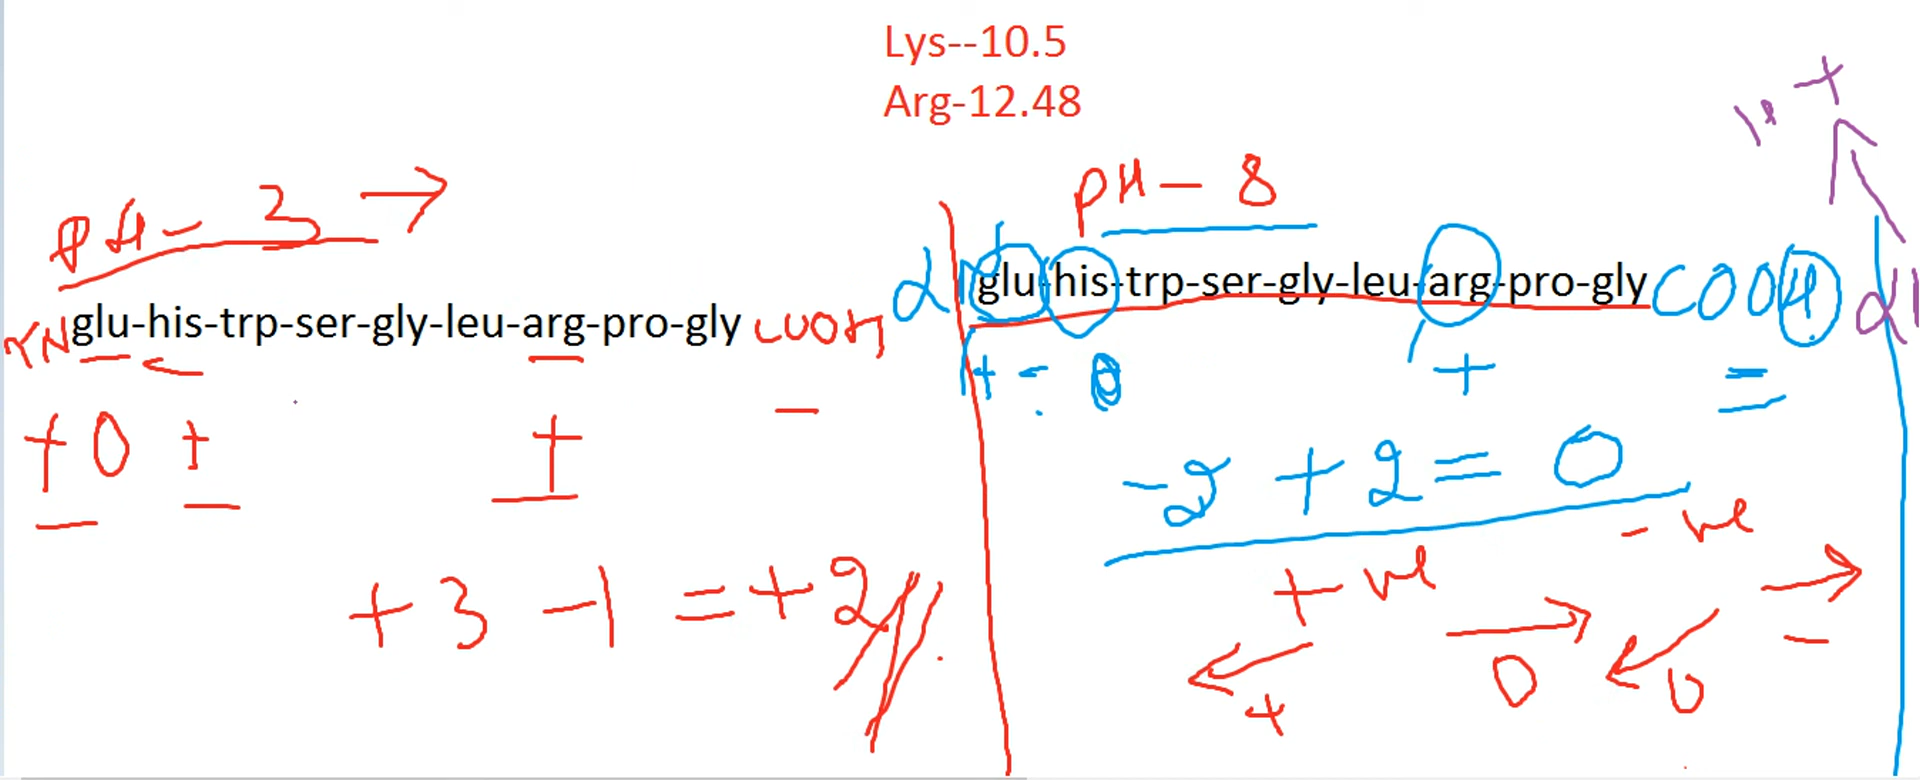 Lys--10.5
Arg-12.48
PH - 3 →
glu-his-trp-ser-gly-leu-arg-pro-gly COOH
+ 0 + + -
+ 3 - 1 = + 2
PH - 8
glu-his-trp-ser-gly-leu-arg-pro-gly COOH
+ - 0 + =
-2 + 2 = 0
+ ve - ve
+ 0 0 -